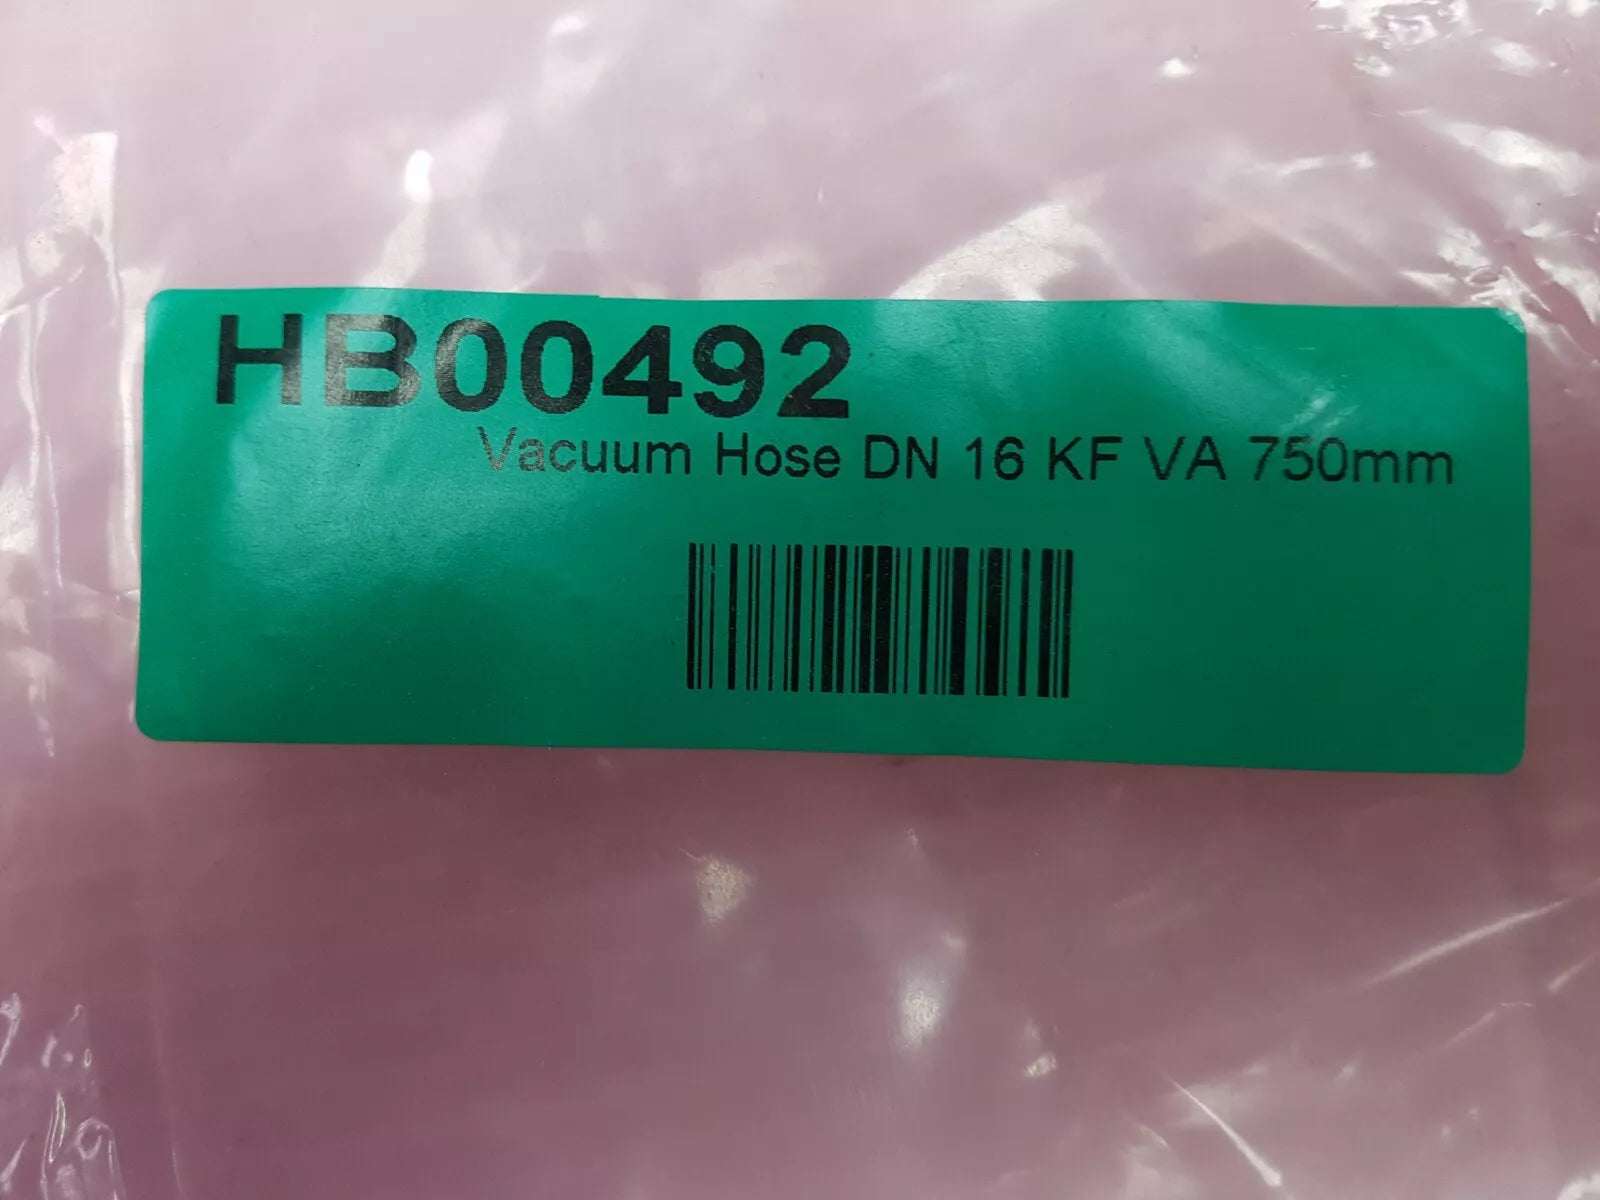 HB00492
Vacuum Hose DN 16 KF VA 750mm